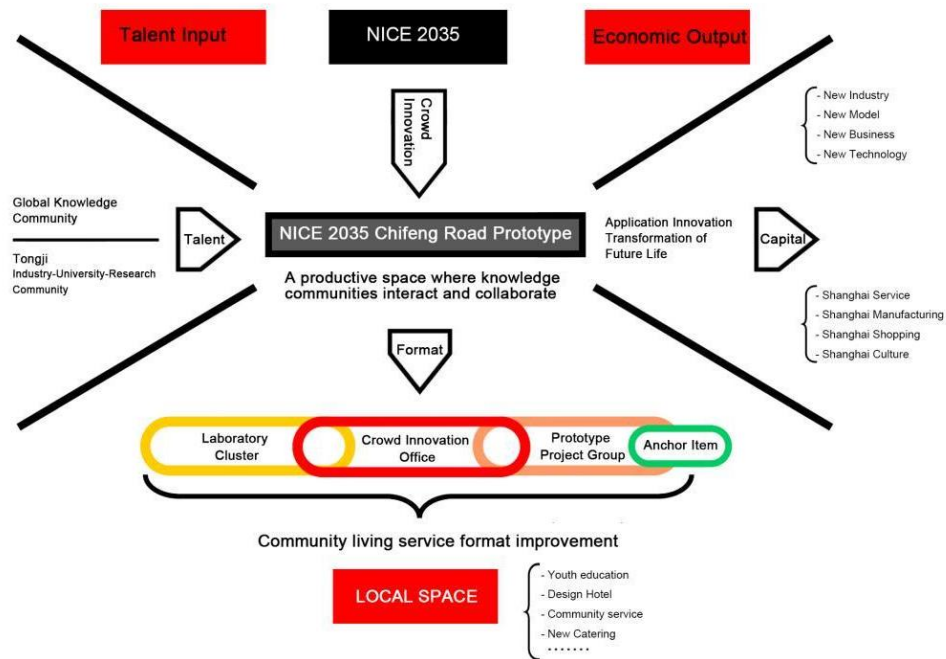 Talent Input
NICE 2035
Economic Output
Crowd
Innovation
- New Industry
- New Model
- New Business
- New Technology
Global Knowledge
Community
Tongji
Industry-University-Research
Community
Talent
NICE 2035 Chifeng Road Prototype
A productive space where knowledge
communities interact and collaborate
Application Innovation
Transformation of
Future Life
Capital
- Shanghai Service
- Shanghai Manufacturing
- Shanghai Shopping
- Shanghai Culture
Format
Laboratory
Cluster
Crowd Innovation
Office
Prototype
Project Group
Anchor Item
Community living service format improvement
LOCAL SPACE
- Youth education
- Design Hotel
- Community service
- New Catering
- ······